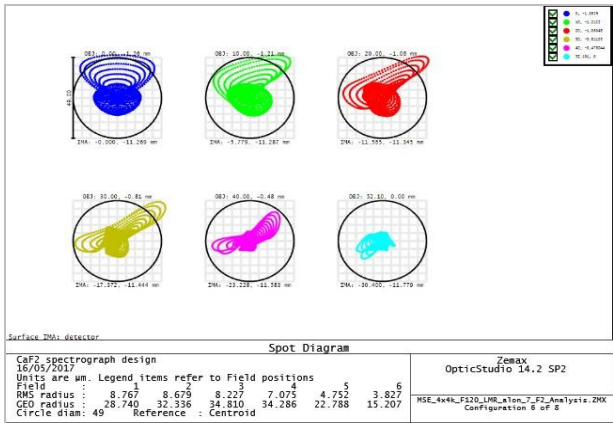 OBJ: 0.00, -1.26 mm
OBJ: 10.00, -1.21 mm
OBJ: 20.00, -1.06 mm
40.00
IMA: -0.000, -11.269 mm
IMA: -5.779, -11.287 mm
IMA: -11.565, -11.345 mm
OBJ: 30.00, -0.81 mm
OBJ: 40.00, -0.48 mm
OBJ: 52.10, 0.00 mm
IMA: -17.372, -11.444 mm
IMA: -23.228, -11.583 mm
IMA: -30.400, -11.779 mm
Surface IMA: detector
Spot Diagram
CaF2 spectrograph design
16/05/2017
Units are µm. Legend items refer to Field positions
Field : 1 2 3 4 5 6
RMS radius : 8.767 8.679 8.227 7.075 4.752 3.827
GEO radius : 28.740 32.336 34.810 34.286 22.788 15.207
Circle diam: 49 Reference : Centroid
Zemax
OpticStudio 14.2 SP2
MSE_4x4k_F120_LMR_alon_7_F2_Analysis.ZMX
Configuration 6 of 8